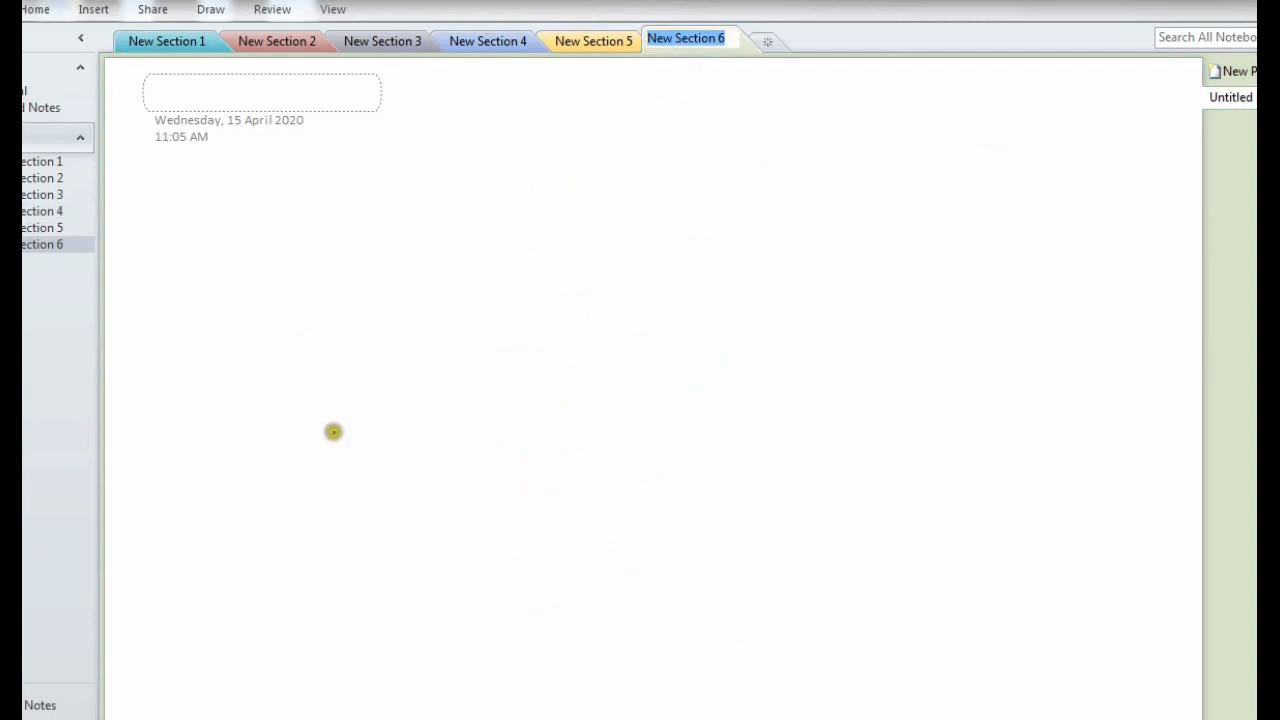 Home Insert Share Draw Review View
New Section 1 New Section 2 New Section 3 New Section 4 New Section 5 New Section 6
Search All Notebo
New P
Untitled
Wednesday, 15 April 2020
11:05 AM
l
d Notes
ection 1
ection 2
ection 3
ection 4
ection 5
ection 6
Notes